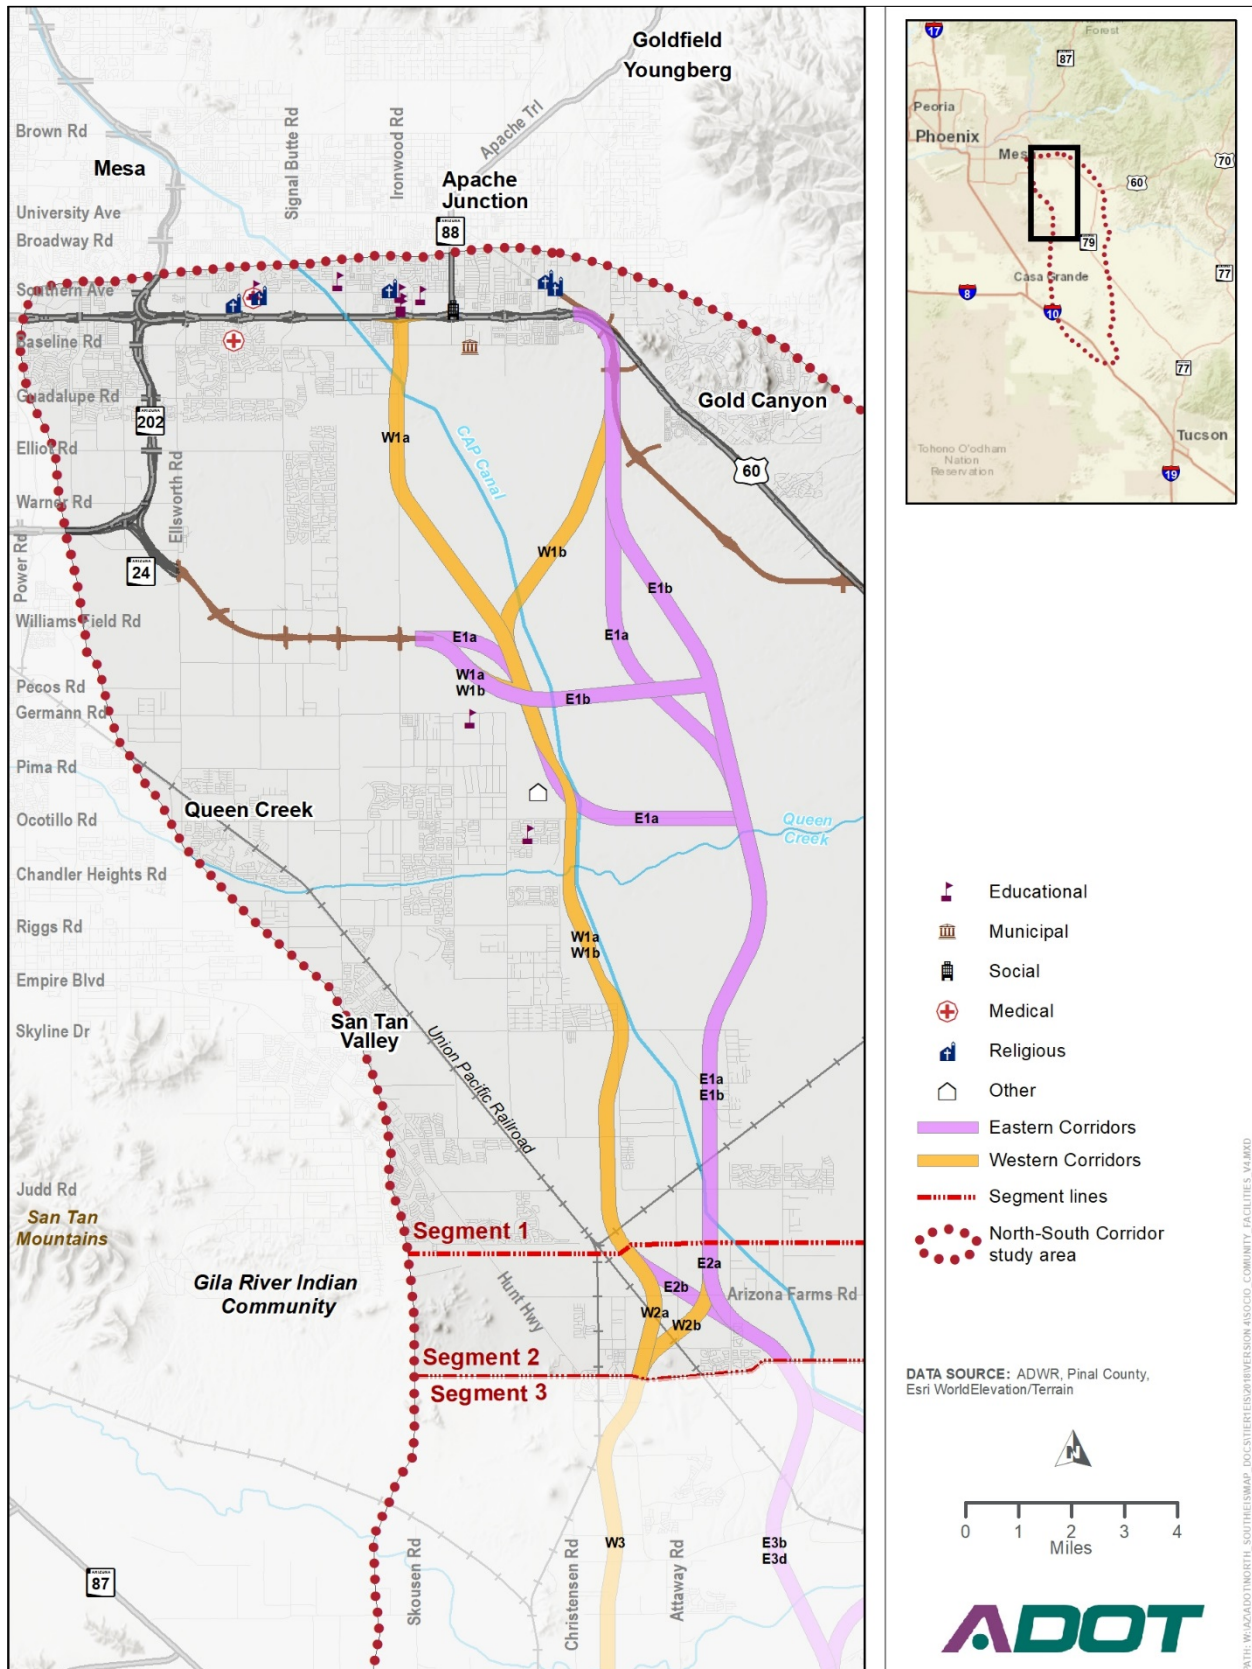 Goldfield
Youngberg
Brown Rd
Signal Butte Rd
Ironwood Rd
Apache Trl
Mesa
Apache
Junction
University Ave
Broadway Rd
ARIZONA
88
Southern Ave
Baseline Rd
Guadalupe Rd
Gold Canyon
ARIZONA
202
W1a
CAP Canal
Elliot Rd
Ellsworth Rd
60
Warner Rd
Power Rd
W1b
ARIZONA
24
E1b
Williams Field Rd
E1a
E1a
W1a
W1b
Pecos Rd
E1b
Germann Rd
Pima Rd
Queen Creek
Ocotillo Rd
E1a
Queen
Creek
Chandler Heights Rd
Riggs Rd
W1a
W1b
Empire Blvd
San Tan
Valley
Skyline Dr
Union Pacific Railroad
E1a
E1b
Judd Rd
San Tan
Mountains
Segment 1
Gila River Indian
Community
Hunt Hwy
E2a
E2b
Arizona Farms Rd
W2a
W2b
Segment 2
Segment 3
Skousen Rd
Christensen Rd
W3
Attaway Rd
E3b
E3d
87
17
Forest
87
Peoria
Phoenix
Mesa
70
60
79
Casa Grande
77
8
10
77
Tucson
Tohono O'odham
Nation
Reservation
19
Educational
Municipal
Social
Medical
Religious
Other
Eastern Corridors
Western Corridors
Segment lines
North-South Corridor
study area
DATA SOURCE: ADWR, Pinal County,
Esri WorldElevation/Terrain
N
0 1 2 3 4
Miles
ADOT